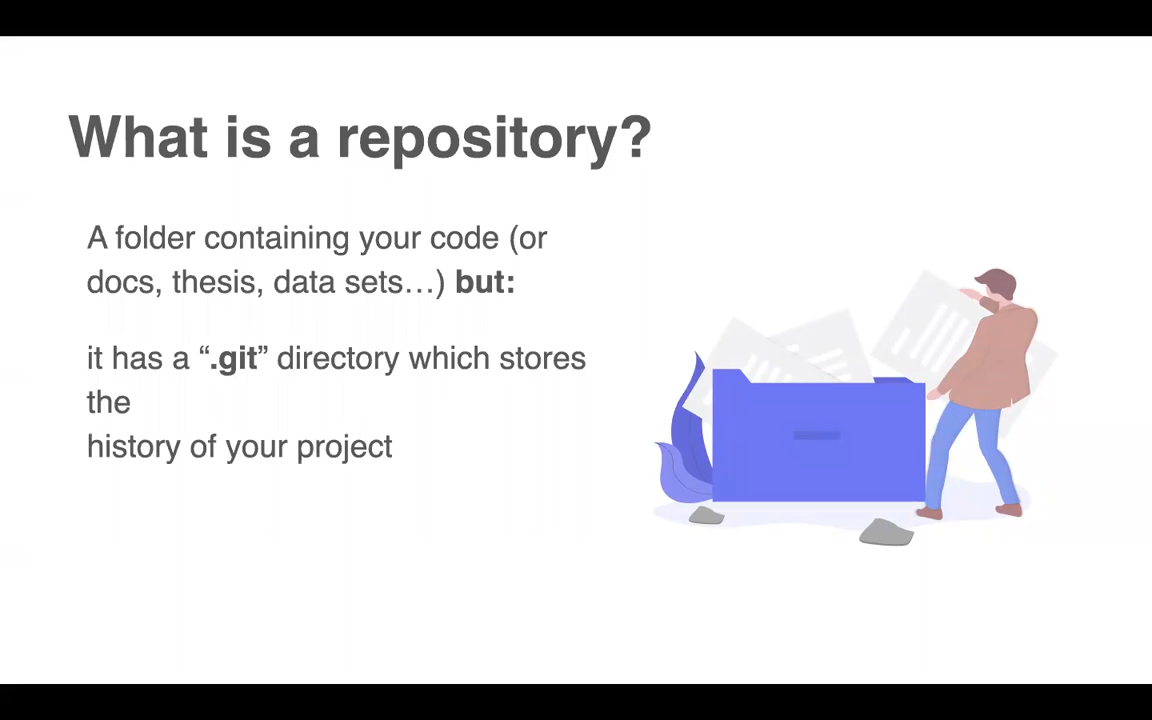 What is a repository?
A folder containing your code (or
docs, thesis, data sets…) but:
it has a “.git” directory which stores
the
history of your project